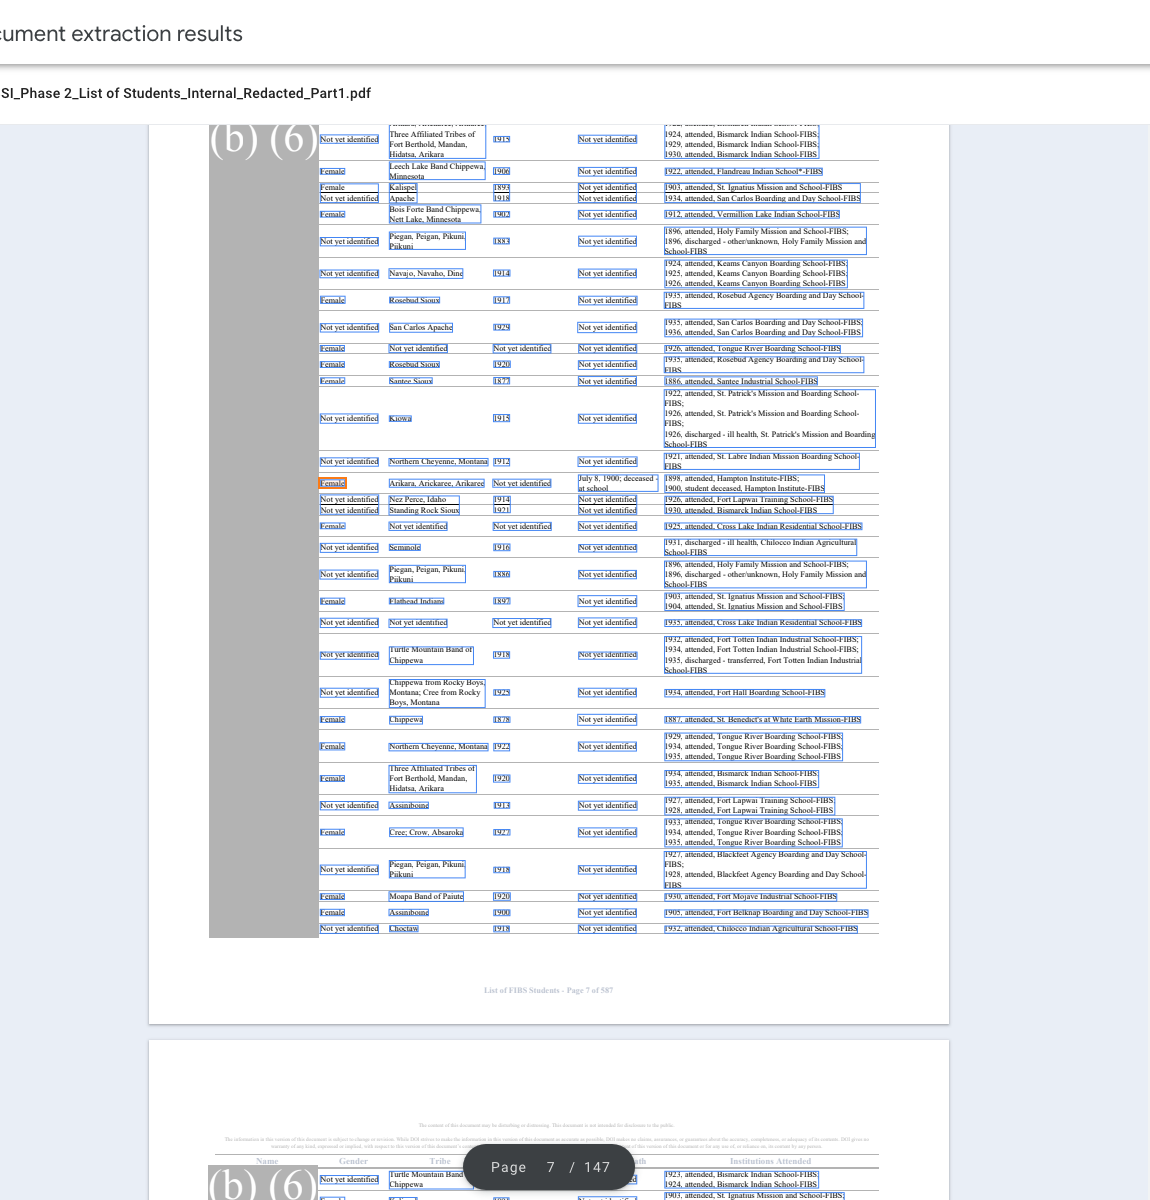 cument extraction results
SI_Phase 2_List of Students_Internal_Redacted_Part1.pdf
(b) (6)
Not yet identified
Three Affiliated Tribes of
Fort Berthold, Mandan,
Hidatsa, Arikara
1915
Not yet identified
1924, attended, Bismarck Indian School-FIBS;
1929, attended, Bismarck Indian School-FIBS;
1930, attended, Bismarck Indian School-FIBS
Female
Leech Lake Band Chippewa,
Minnesota
1906
Not yet identified
1922, attended, Flandreau Indian School*-FIBS
Female Kalispel 1893 Not yet identified 1903, attended, St. Ignatius Mission and School-FIBS
Not yet identified Apache 1918 Not yet identified 1934, attended, San Carlos Boarding and Day School-FIBS
Female
Bois Forte Band Chippewa,
Nett Lake, Minnesota
1902
Not yet identified
1912, attended, Vermillion Lake Indian School-FIBS
Not yet identified
Piegan, Peigan, Pikuni,
Piikuni
1883
Not yet identified
1896, attended, Holy Family Mission and School-FIBS;
1896, discharged - other/unknown, Holy Family Mission and
School-FIBS
Not yet identified
Navajo, Navaho, Dine
1914
Not yet identified
1924, attended, Keams Canyon Boarding School-FIBS;
1925, attended, Keams Canyon Boarding School-FIBS;
1926, attended, Keams Canyon Boarding School-FIBS
Female
Rosebud Sioux
1917
Not yet identified
1935, attended, Rosebud Agency Boarding and Day School-
FIBS
Not yet identified
San Carlos Apache
1929
Not yet identified
1935, attended, San Carlos Boarding and Day School-FIBS;
1936, attended, San Carlos Boarding and Day School-FIBS
Female Not yet identified Not yet identified Not yet identified 1926, attended, Tongue River Boarding School-FIBS
Female
Rosebud Sioux
1920
Not yet identified
1935, attended, Rosebud Agency Boarding and Day School-
FIBS
Female Santee Sioux 1877 Not yet identified 1886, attended, Santee Industrial School-FIBS
Not yet identified
Kiowa
1915
Not yet identified
1922, attended, St. Patrick's Mission and Boarding School-
FIBS;
1926, attended, St. Patrick's Mission and Boarding School-
FIBS;
1926, discharged - ill health, St. Patrick's Mission and Boarding
School-FIBS
Not yet identified
Northern Cheyenne, Montana
1912
Not yet identified
1921, attended, St. Labre Indian Mission Boarding School-
FIBS
Female
Arikara, Arickaree, Arikaree
Not yet identified
July 8, 1900; deceased -
at school
1898, attended, Hampton Institute-FIBS;
1900, student deceased, Hampton Institute-FIBS
Not yet identified Nez Perce, Idaho 1914 Not yet identified 1926, attended, Fort Lapwai Training School-FIBS
Not yet identified Standing Rock Sioux 1921 Not yet identified 1930, attended, Bismarck Indian School-FIBS
Female Not yet identified Not yet identified Not yet identified 1925, attended, Cross Lake Indian Residential School-FIBS
Not yet identified
Seminole
1916
Not yet identified
1931, discharged - ill health, Chilocco Indian Agricultural
School-FIBS
Not yet identified
Piegan, Peigan, Pikuni,
Piikuni
1886
Not yet identified
1896, attended, Holy Family Mission and School-FIBS;
1896, discharged - other/unknown, Holy Family Mission and
School-FIBS
Female
Flathead Indians
1897
Not yet identified
1903, attended, St. Ignatius Mission and School-FIBS;
1904, attended, St. Ignatius Mission and School-FIBS
Not yet identified Not yet identified Not yet identified Not yet identified 1935, attended, Cross Lake Indian Residential School-FIBS
Not yet identified
Turtle Mountain Band of
Chippewa
1918
Not yet identified
1932, attended, Fort Totten Indian Industrial School-FIBS;
1934, attended, Fort Totten Indian Industrial School-FIBS;
1935, discharged - transferred, Fort Totten Indian Industrial
School-FIBS
Not yet identified
Chippewa from Rocky Boys,
Montana; Cree from Rocky
Boys, Montana
1925
Not yet identified
1934, attended, Fort Hall Boarding School-FIBS
Female Chippewa 1878 Not yet identified 1887, attended, St. Benedict's at White Earth Mission-FIBS
Female
Northern Cheyenne, Montana
1922
Not yet identified
1929, attended, Tongue River Boarding School-FIBS;
1934, attended, Tongue River Boarding School-FIBS;
1935, attended, Tongue River Boarding School-FIBS
Female
Three Affiliated Tribes of
Fort Berthold, Mandan,
Hidatsa, Arikara
1920
Not yet identified
1934, attended, Bismarck Indian School-FIBS;
1935, attended, Bismarck Indian School-FIBS
Not yet identified
Assiniboine
1913
Not yet identified
1927, attended, Fort Lapwai Training School-FIBS;
1928, attended, Fort Lapwai Training School-FIBS
Female
Cree; Crow, Absaroka
1927
Not yet identified
1933, attended, Tongue River Boarding School-FIBS;
1934, attended, Tongue River Boarding School-FIBS;
1935, attended, Tongue River Boarding School-FIBS
Not yet identified
Piegan, Peigan, Pikuni,
Piikuni
1918
Not yet identified
1927, attended, Blackfeet Agency Boarding and Day School-
FIBS;
1928, attended, Blackfeet Agency Boarding and Day School-
FIBS
Female Moapa Band of Paiute 1920 Not yet identified 1930, attended, Fort Mojave Industrial School-FIBS
Female Assiniboine 1900 Not yet identified 1905, attended, Fort Belknap Boarding and Day School-FIBS
Not yet identified Choctaw 1918 Not yet identified 1932, attended, Chilocco Indian Agricultural School-FIBS
List of FIBS Students - Page 7 of 587
The content of this document may be disturbing or distressing. This document is not intended for disclosure to the public.
Name Gender Tribe Institutions Attended
Page 7 / 147
(b) (6)
Not yet identified
Turtle Mountain Band
Chippewa
1923, attended, Bismarck Indian School-FIBS;
1924, attended, Bismarck Indian School-FIBS
1903, attended, St. Ignatius Mission and School-FIBS;